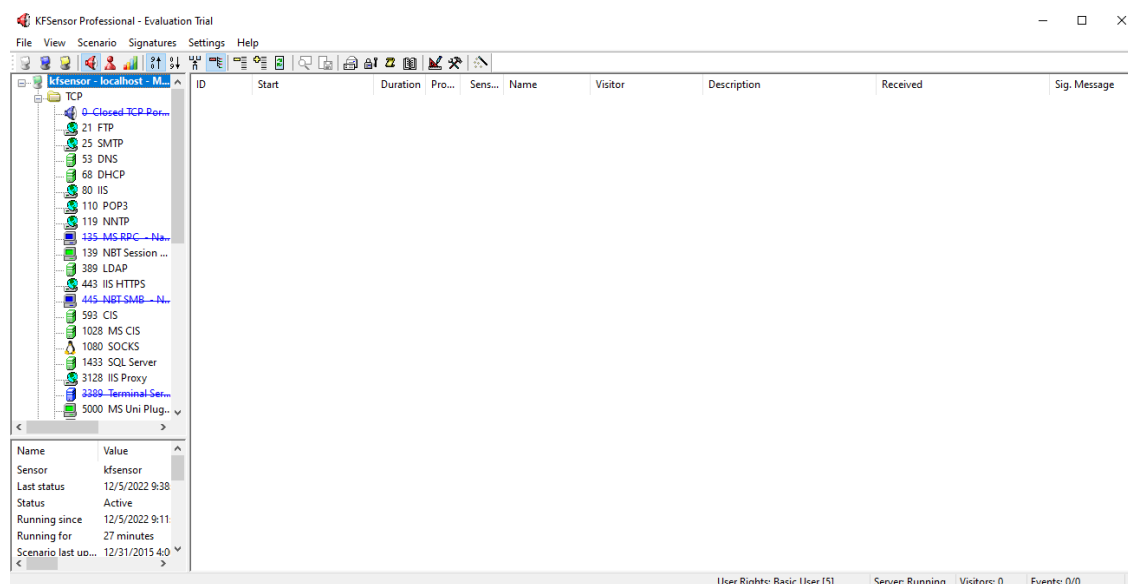 KFSensor Professional - Evaluation Trial
File View Scenario Signatures Settings Help
kfsensor - localhost - M...
ID Start Duration Pro... Sens... Name Visitor Description Received Sig. Message
TCP
0 Closed TCP Por...
21 FTP
25 SMTP
53 DNS
68 DHCP
80 IIS
110 POP3
119 NNTP
135 MS RPC - Na...
139 NBT Session ...
389 LDAP
443 IIS HTTPS
445 NBT SMB - N...
593 CIS
1028 MS CIS
1080 SOCKS
1433 SQL Server
3128 IIS Proxy
3389 Terminal Ser...
5000 MS Uni Plug...
Name Value
Sensor kfsensor
Last status 12/5/2022 9:38
Status Active
Running since 12/5/2022 9:11:
Running for 27 minutes
Scenario last up... 12/31/2015 4:0
User Rights: Basic User [5] Server: Running Visitors: 0 Events: 0/0